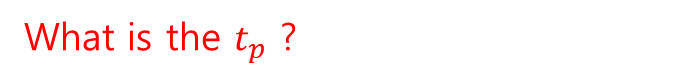 What is the tₚ ?